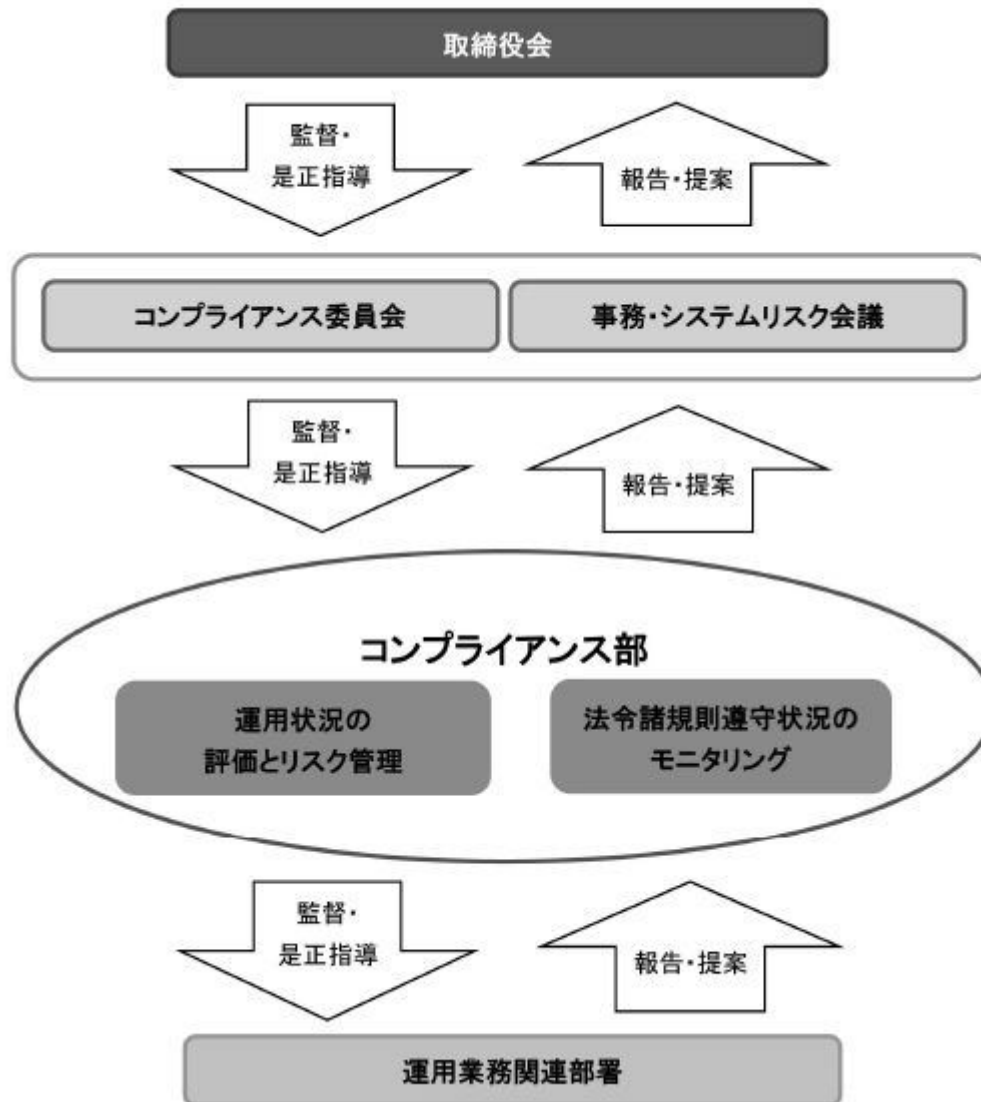 取締役会
監督・
是正指導
報告・提案
コンプライアンス委員会
事務・システムリスク会議
監督・
是正指導
報告・提案
コンプライアンス部
運用状況の
評価とリスク管理
法令諸規則遵守状況の
モニタリング
監督・
是正指導
報告・提案
運用業務関連部署